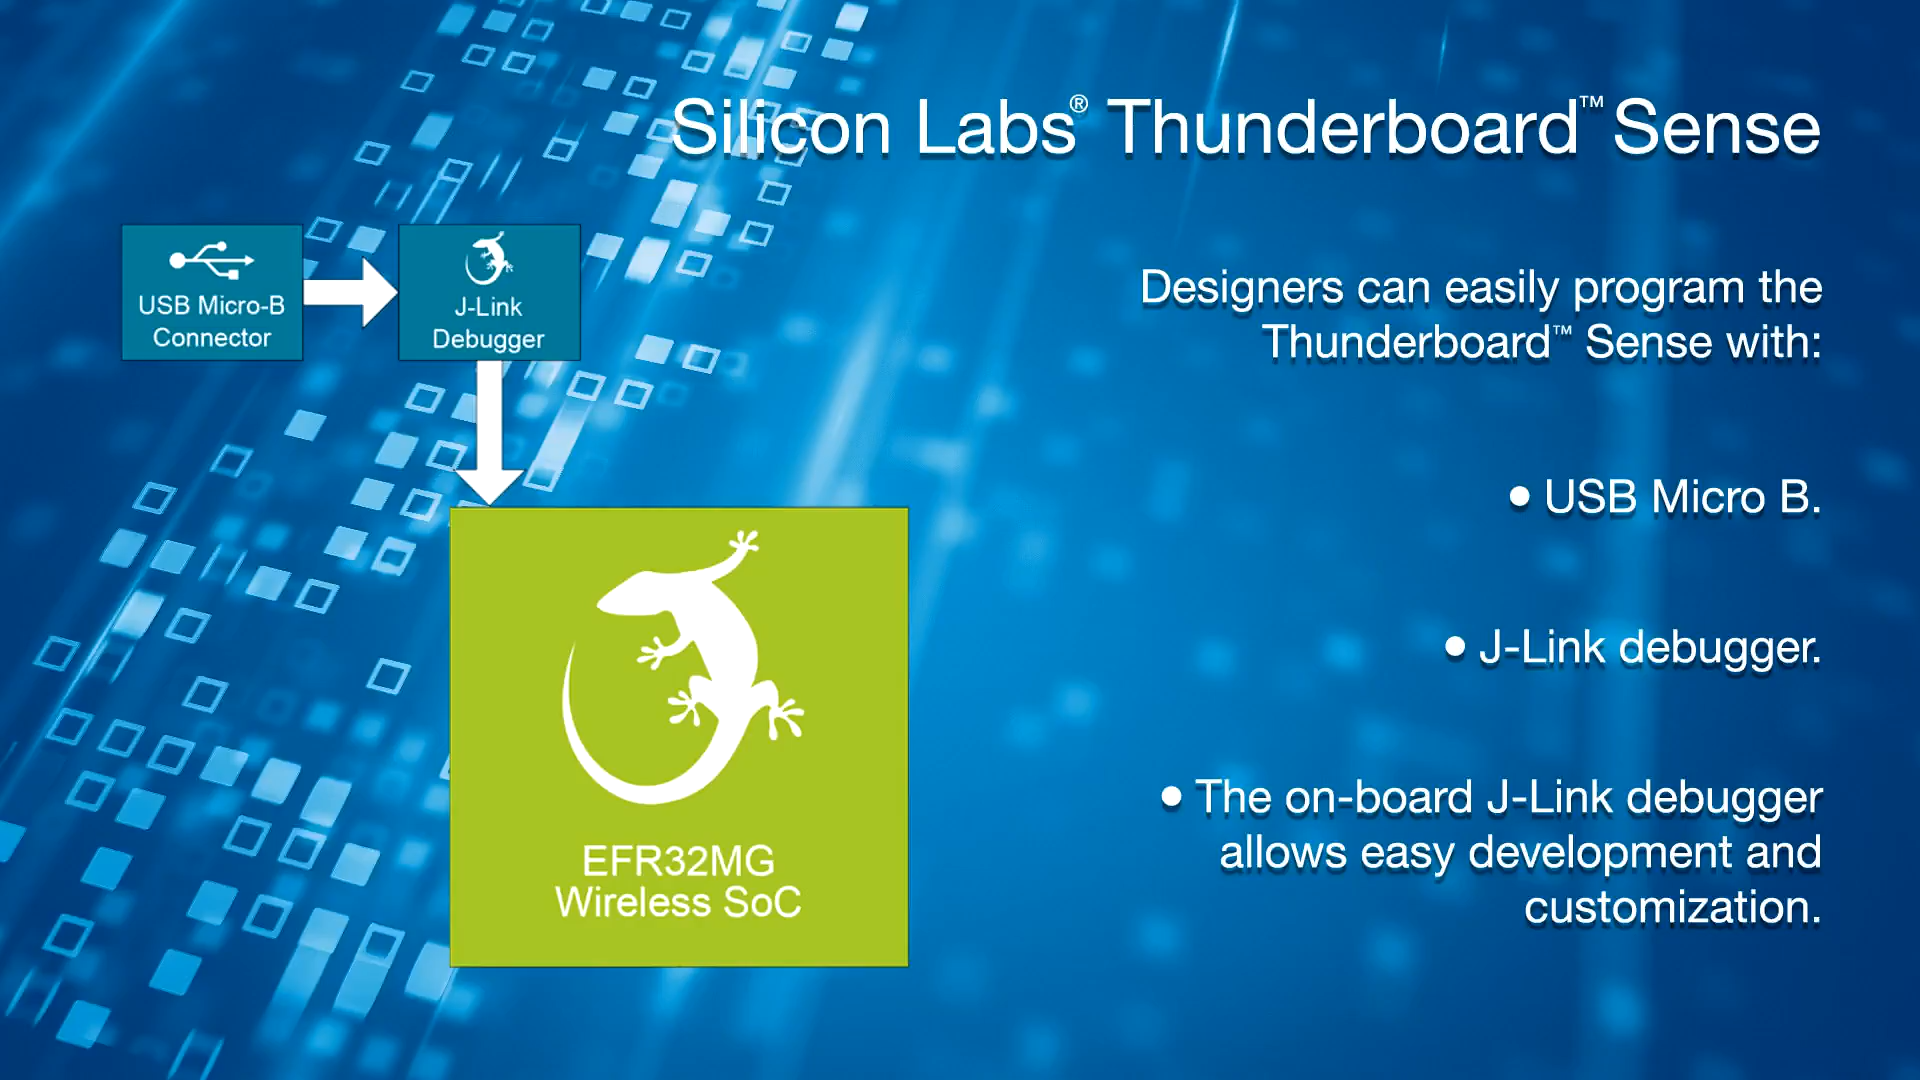 Silicon Labs® Thunderboard™ Sense
USB Micro-B
Connector
J-Link
Debugger
EFR32MG
Wireless SoC
Designers can easily program the
Thunderboard™ Sense with:
• USB Micro B.
• J-Link debugger.
• The on-board J-Link debugger
allows easy development and
customization.